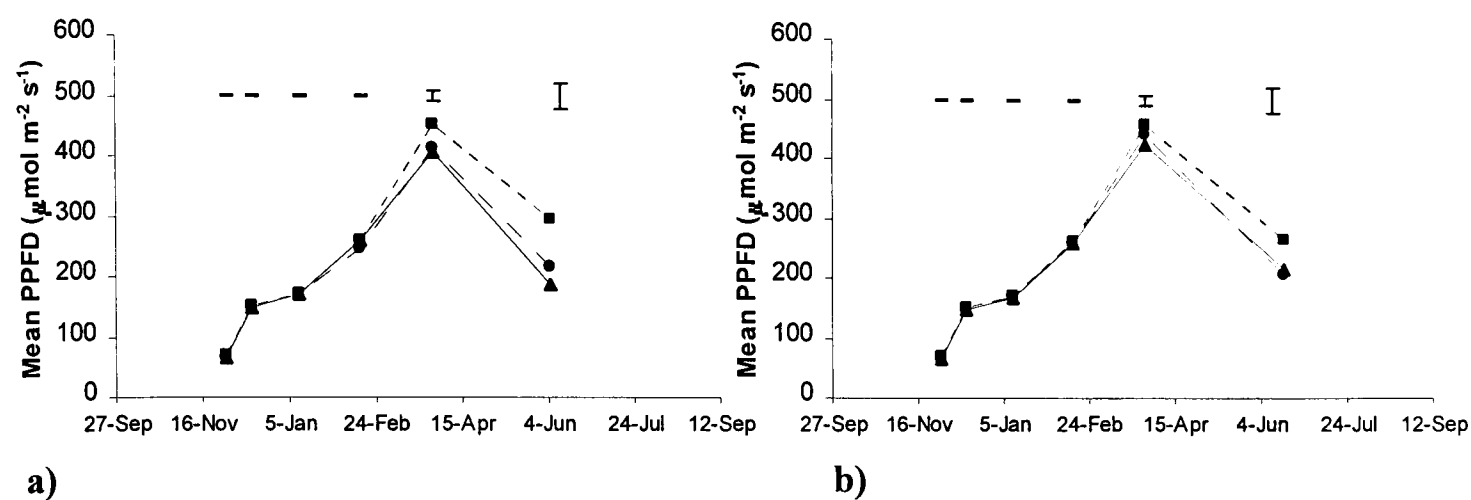 600
500
400
300
200
100
0
Mean PPFD (μmol m-2 s-1)
27-Sep 16-Nov 5-Jan 24-Feb 15-Apr 4-Jun 24-Jul 12-Sep
a)
600
500
400
300
200
100
0
Mean PPFD (μmol m-2 s-1)
27-Sep 16-Nov 5-Jan 24-Feb 15-Apr 4-Jun 24-Jul 12-Sep
b)